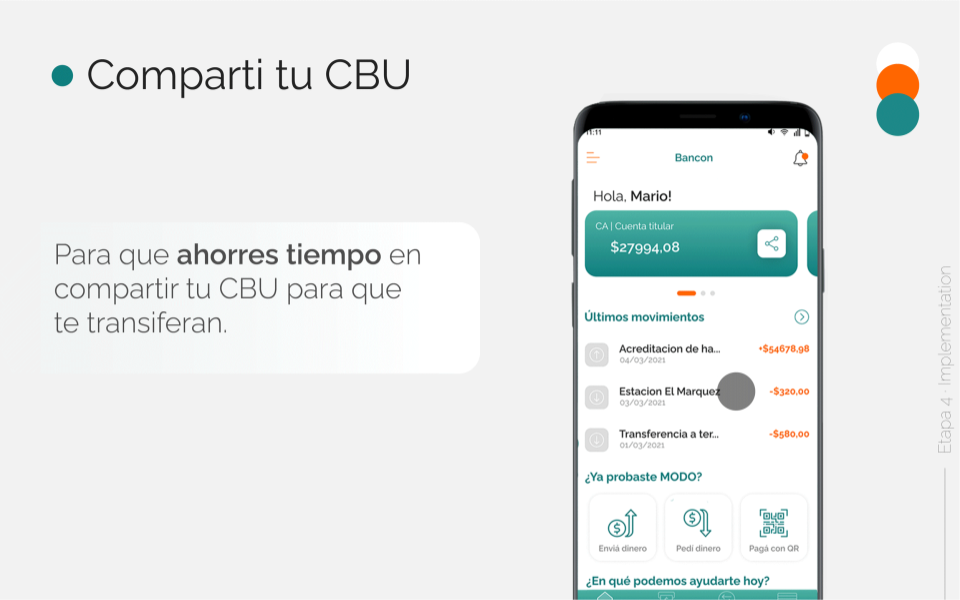 Comparti tu CBU
Para que ahorres tiempo en
compartir tu CBU para que
te transiferan.
11:11
Bancon
Hola, Mario!
CA | Cuenta titular
$27994,08
Últimos movimientos
Acreditacion de ha...
+$54678,98
04/03/2021
Estacion El Marquez
-$320,00
03/03/2021
Transferencia a ter...
-$580,00
01/03/2021
¿Ya probaste MODO?
Enviá dinero
Pedí dinero
Pagá con QR
¿En qué podemos ayudarte hoy?
Etapa 4 · Implementation